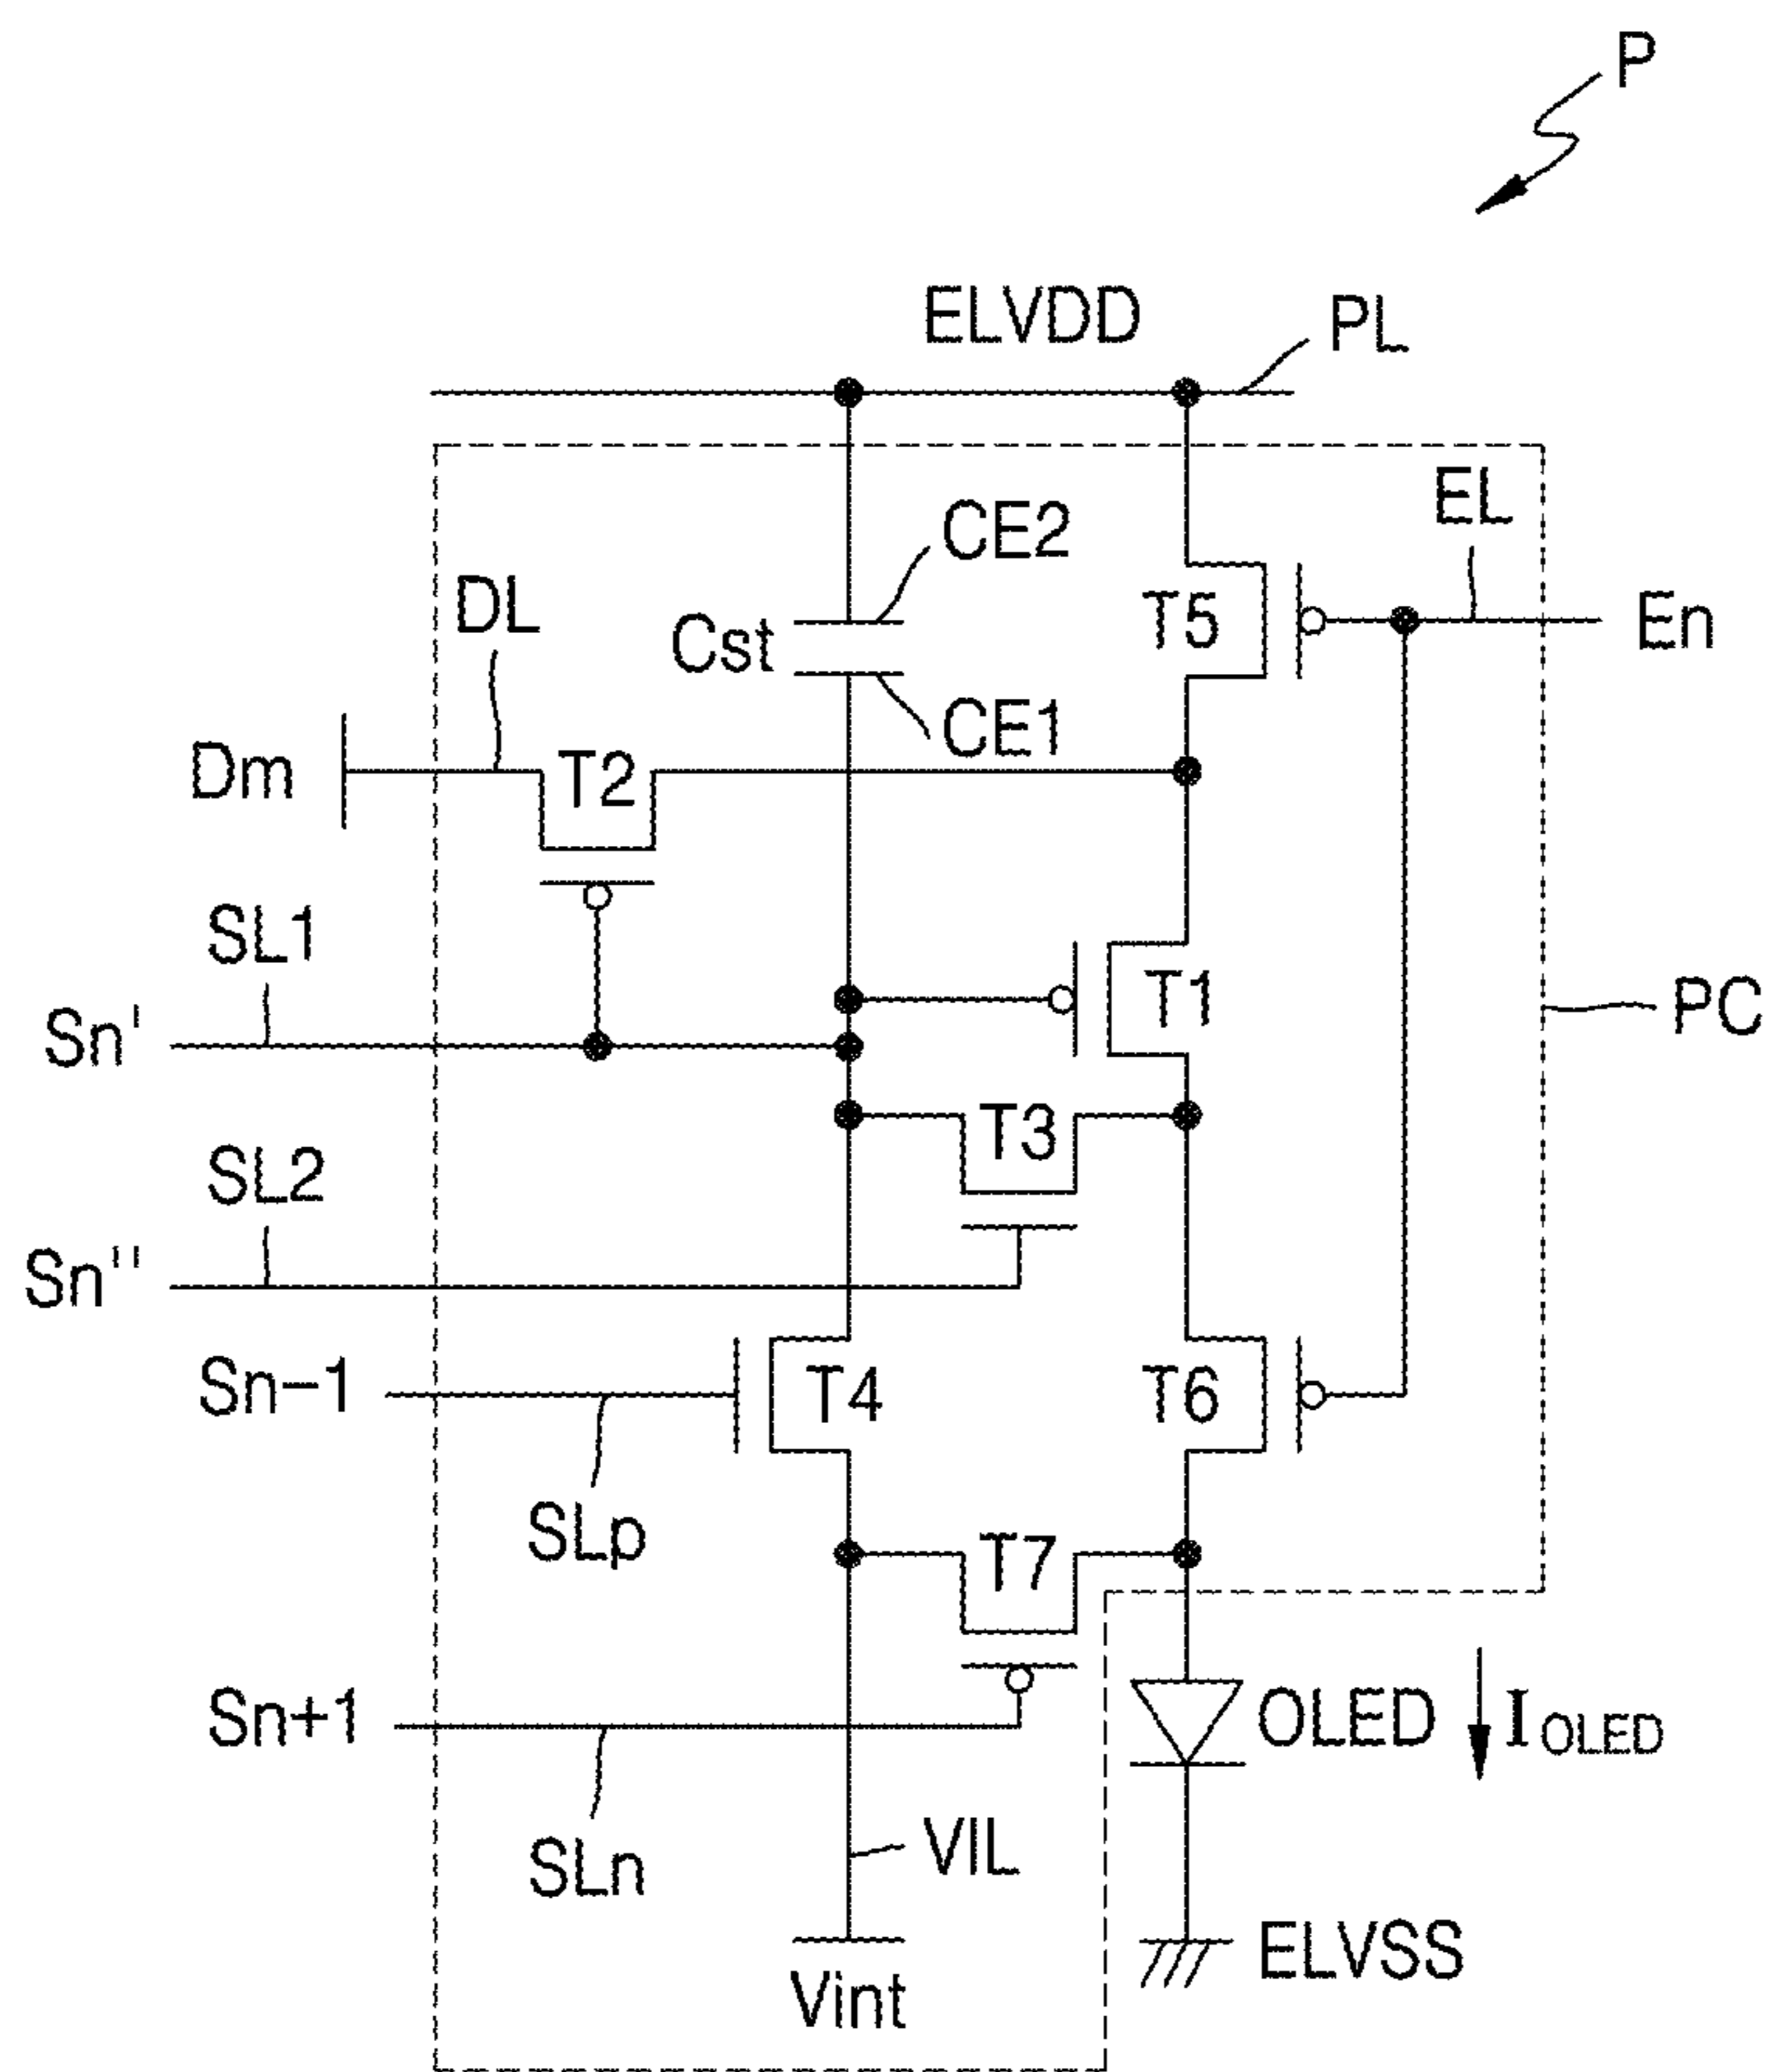 P
ELVDD
PL
EL
CE2
DL
Cst
T5
En
CE1
Dm
T2
SL1
T1
PC
Sn'
T3
SL2
Sn"
Sn-1
T4
T6
SLp
T7
Sn+1
OLED
IOLED
SLn
VIL
ELVSS
Vint